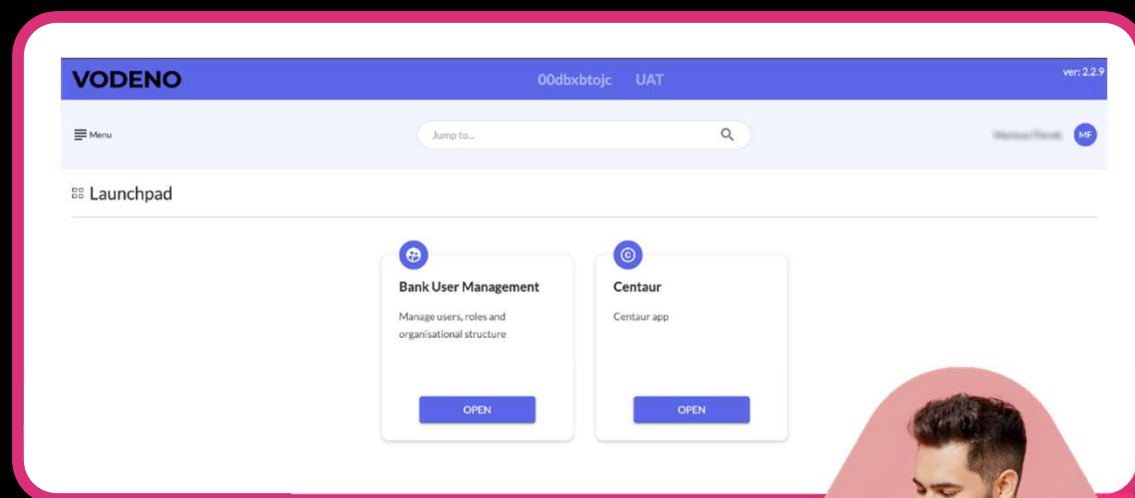 VODENO
00dbxbtojc UAT
ver: 2.2.9
Menu
Jump to...
MF
Launchpad
Bank User Management
Manage users, roles and
organisational structure
OPEN
Centaur
Centaur app
OPEN